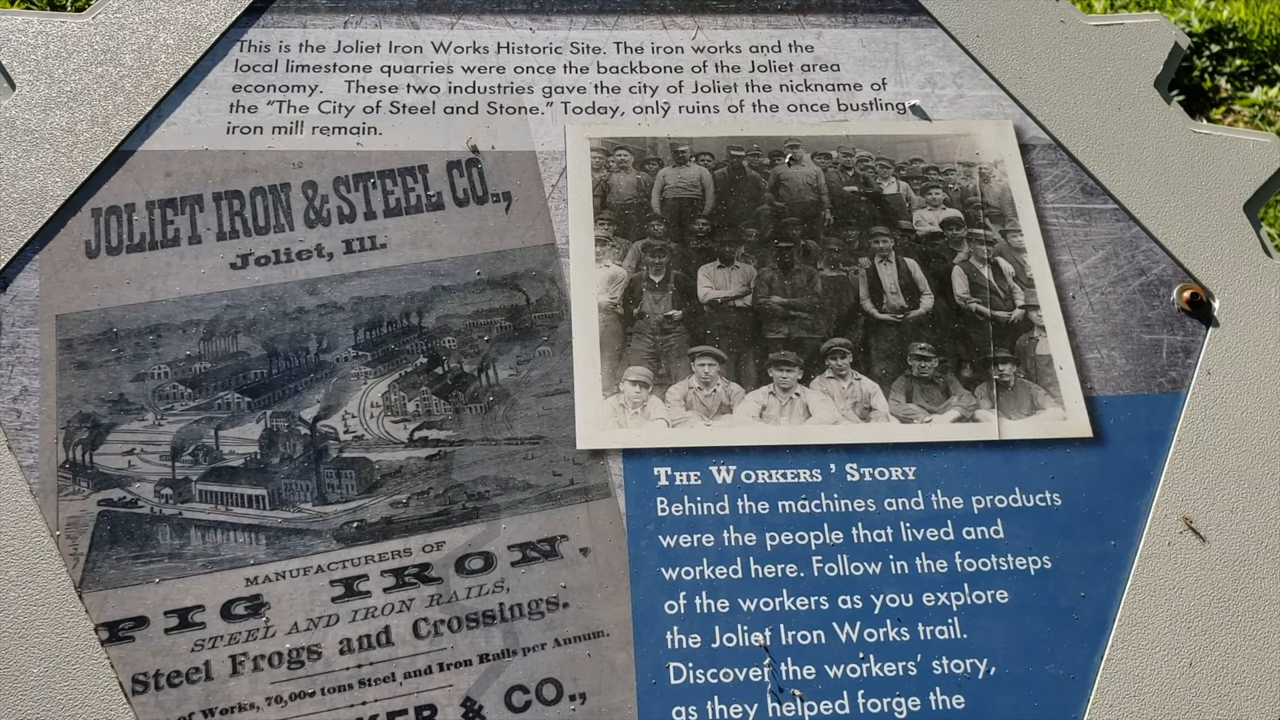 This is the Joliet Iron Works Historic Site. The iron works and the
local limestone quarries were once the backbone of the Joliet area
economy. These two industries gave the city of Joliet the nickname of
the “The City of Steel and Stone.” Today, only ruins of the once bustling
iron mill remain.
JOLIET IRON & STEEL CO.,
Joliet, Ill.
MANUFACTURERS OF
PIG IRON,
STEEL AND IRON RAILS,
Steel Frogs and Crossings.
of Works, 70,000 tons Steel and Iron Rails per Annum.
& CO.,
THE WORKERS’ STORY
Behind the machines and the products
were the people that lived and
worked here. Follow in the footsteps
of the workers as you explore
the Joliet Iron Works trail.
Discover the workers’ story,
as they helped forge the